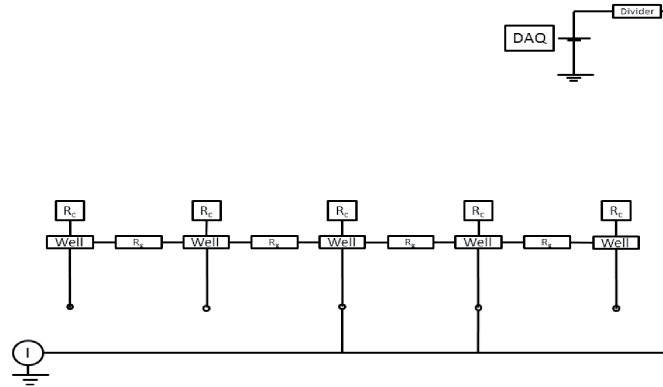 Divider
DAQ
Rc Rc Rc Rc Rc
Well Rg Well Rg Well Rg Well Rg Well
I